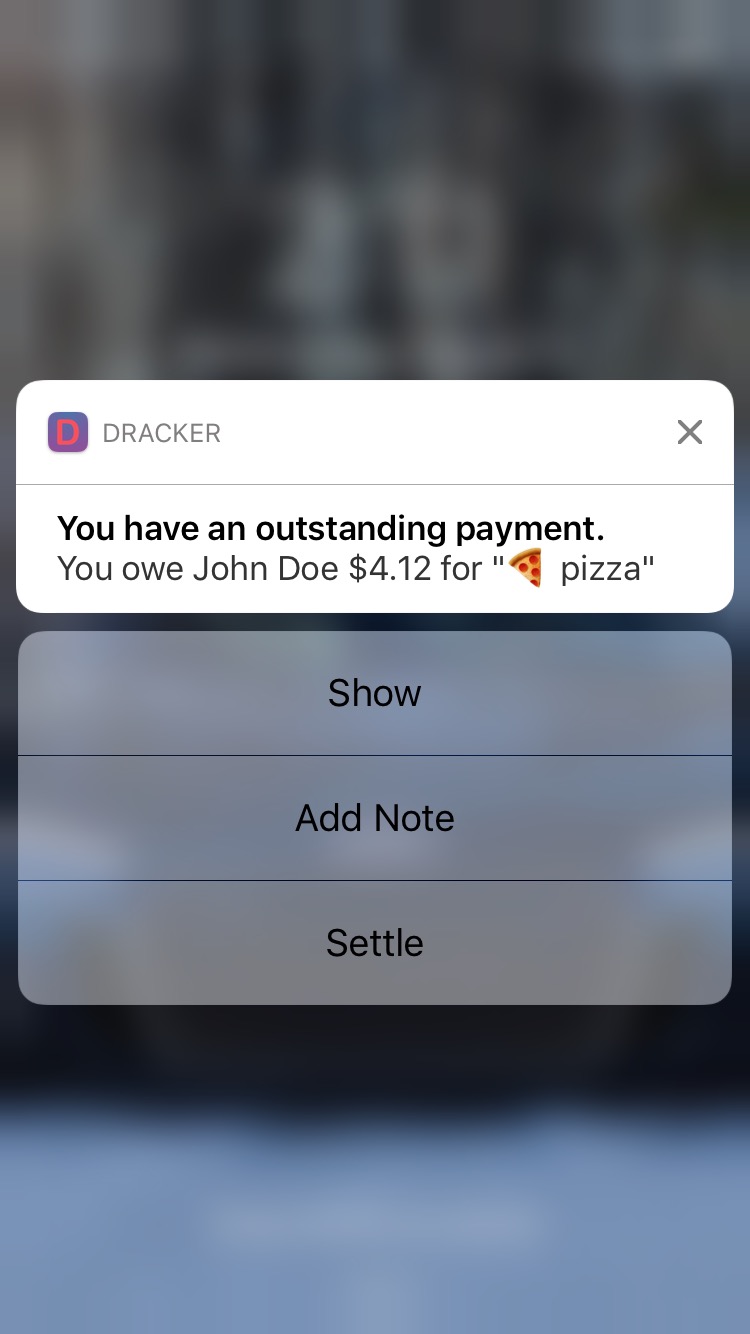 D DRACKER
You have an outstanding payment.
You owe John Doe $4.12 for "🍕 pizza"
Show
Add Note
Settle